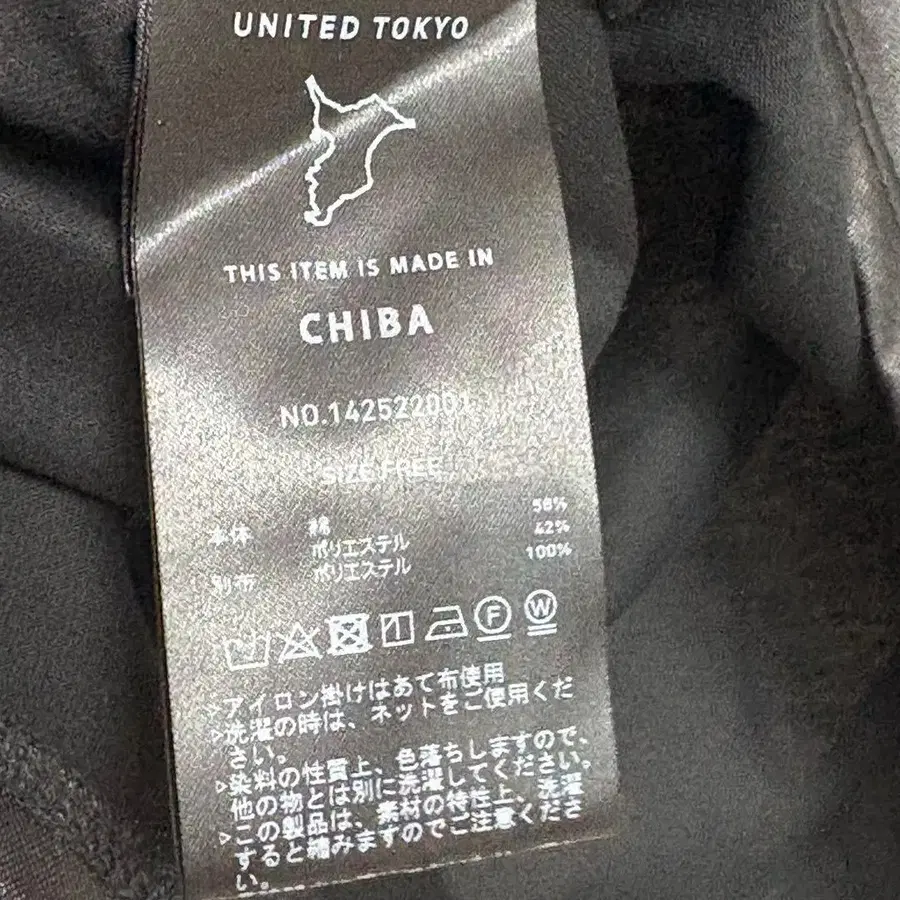 UNITED TOKYO
THIS ITEM IS MADE IN
CHIBA
NO.142522001
SIZE FREE
本体 綿 58%
ポリエステル 42%
別布 ポリエステル 100%
F W
▷アイロン掛けはあて布使用
▷洗濯の時は、ネットをご使用くだ
さい。
▷染料の性質上、色落ちしますので、
他の物とは別に洗濯してください。
▷この製品は、素材の特性上、洗濯
すると縮みますのでご注意くださ
い。